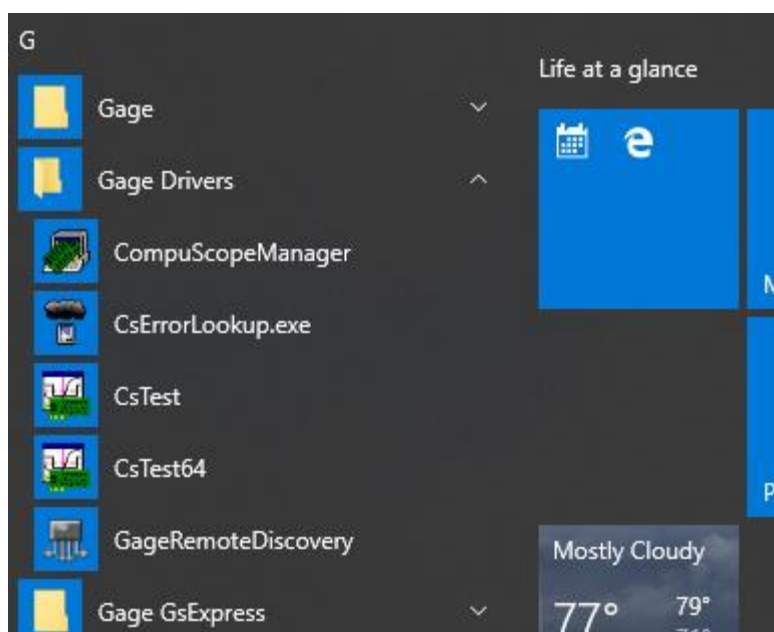 G
Gage
Gage Drivers
CompuScopeManager
CsErrorLookup.exe
CsTest
CsTest64
GageRemoteDiscovery
Gage GsExpress
Life at a glance
Mostly Cloudy
77°
79°